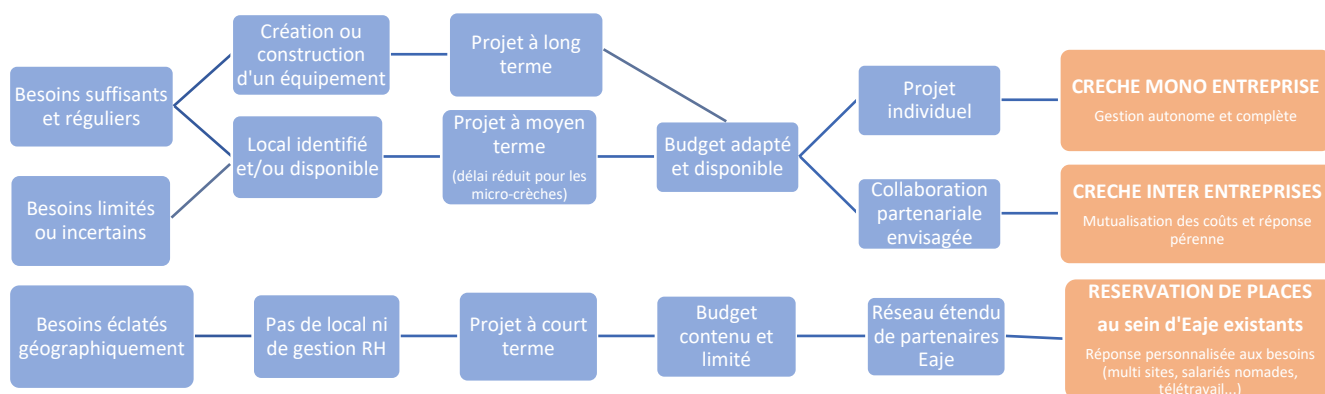 Besoins suffisants
et réguliers
Besoins limités
ou incertains
Création ou
construction
d'un équipement
Local identifié
et/ou disponible
Projet à long
terme
Projet à moyen
terme
(délai réduit pour les
micro-crèches)
Budget adapté
et disponible
Projet
individuel
Collaboration
partenariale
envisagée
CRECHE MONO ENTREPRISE
Gestion autonome et complète
CRECHE INTER ENTREPRISES
Mutualisation des coûts et réponse
pérenne
Besoins éclatés
géographiquement
Pas de local ni
de gestion RH
Projet à court
terme
Budget
contenu et
limité
Réseau étendu
de partenaires
Eaje
RESERVATION DE PLACES
au sein d'Eaje existants
Réponse personnalisée aux besoins
(multi sites, salariés nomades,
télétravail...)